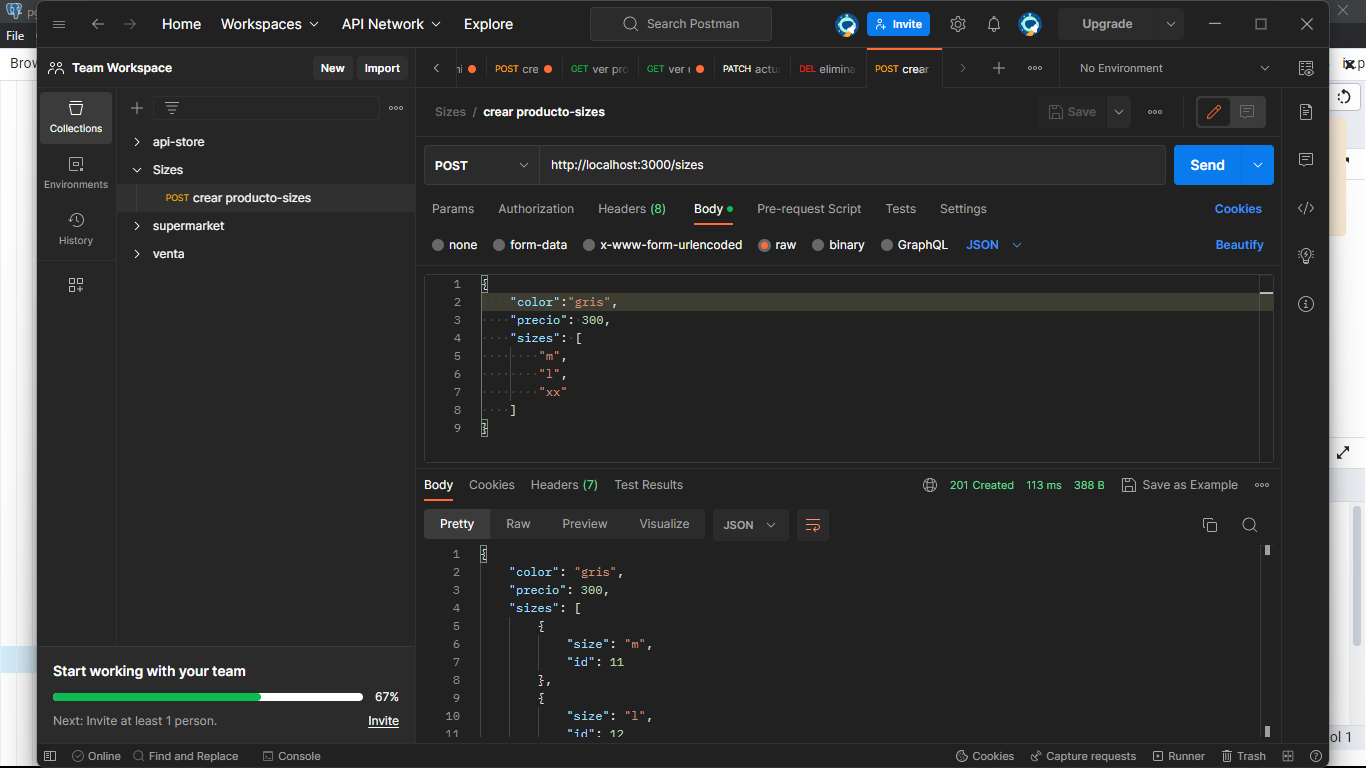 Home
Workspaces
API Network
Explore
Search Postman
Invite
Upgrade
File
Brow
Team Workspace
New
Import
POST cre
GET ver pro
GET ver
PATCH actu
DEL elimina
POST crear
No Environment
Collections
Environments
History
api-store
Sizes
POST crear producto-sizes
supermarket
venta
Sizes / crear producto-sizes
Save
POST
http://localhost:3000/sizes
Send
Params
Authorization
Headers (8)
Body
Pre-request Script
Tests
Settings
Cookies
none
form-data
x-www-form-urlencoded
raw
binary
GraphQL
JSON
Beautify
1 {
2 "color":"gris",
3 "precio": 300,
4 "sizes": [
5 "m",
6 "l",
7 "xx"
8 ]
9 }
Body
Cookies
Headers (7)
Test Results
201 Created
113 ms
388 B
Save as Example
Pretty
Raw
Preview
Visualize
JSON
1 {
2 "color": "gris",
3 "precio": 300,
4 "sizes": [
5 {
6 "size": "m",
7 "id": 11
8 },
9 {
10 "size": "l",
11 "id": 12
Start working with your team
67%
Next: Invite at least 1 person.
Invite
Online
Find and Replace
Console
Cookies
Capture requests
Runner
Trash
ol 1